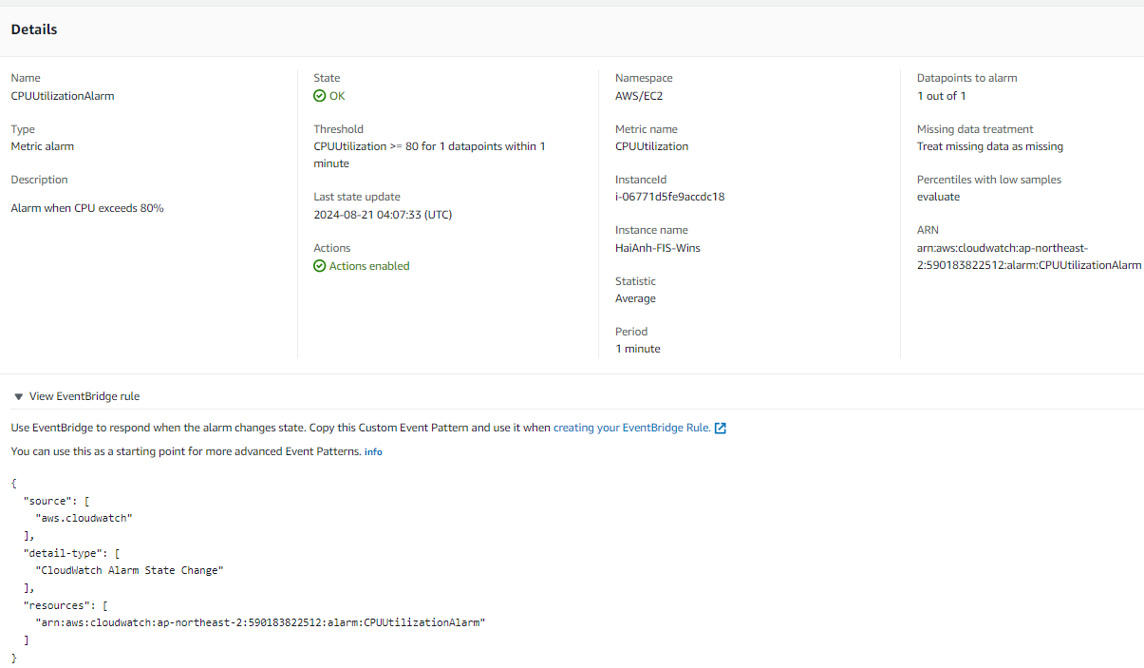 Details
Name
CPUUtilizationAlarm
Type
Metric alarm
Description
Alarm when CPU exceeds 80%
State
OK
Threshold
CPUUtilization >= 80 for 1 datapoints within 1
minute
Last state update
2024-08-21 04:07:33 (UTC)
Actions
Actions enabled
Namespace
AWS/EC2
Metric name
CPUUtilization
InstanceId
i-06771d5fe9accdc18
Instance name
HaiAnh-FIS-Wins
Statistic
Average
Period
1 minute
Datapoints to alarm
1 out of 1
Missing data treatment
Treat missing data as missing
Percentiles with low samples
evaluate
ARN
arn:aws:cloudwatch:ap-northeast-
2:590183822512:alarm:CPUUtilizationAlarm
View EventBridge rule
Use EventBridge to respond when the alarm changes state. Copy this Custom Event Pattern and use it when creating your EventBridge Rule.
You can use this as a starting point for more advanced Event Patterns. info
{
  "source": [
    "aws.cloudwatch"
  ],
  "detail-type": [
    "CloudWatch Alarm State Change"
  ],
  "resources": [
    "arn:aws:cloudwatch:ap-northeast-2:590183822512:alarm:CPUUtilizationAlarm"
  ]
}